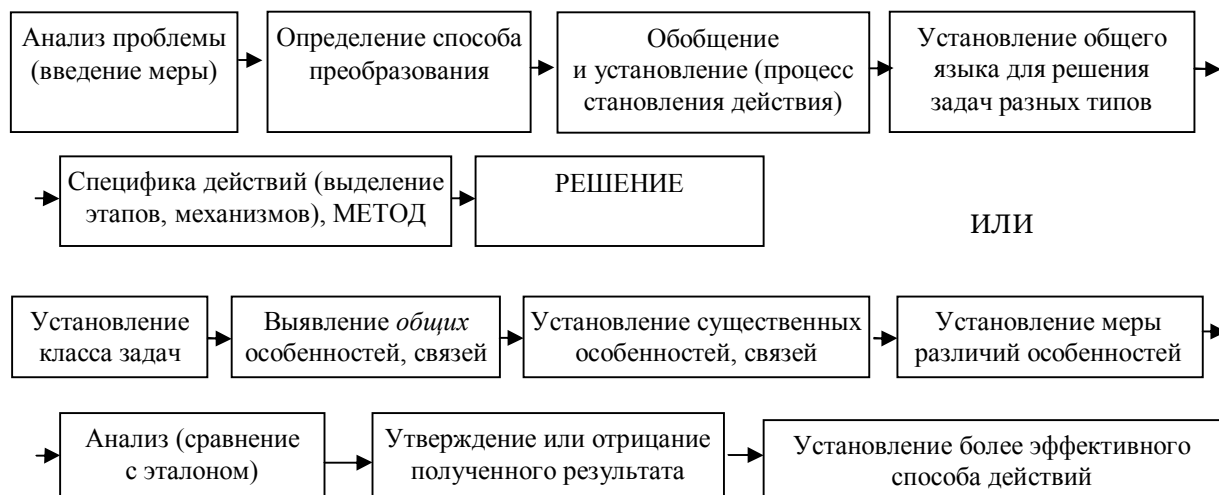 Анализ проблемы
(введение меры)
Определение способа
преобразования
Обобщение
и установление (процесс
становления действия)
Установление общего
языка для решения
задач разных типов
Специфика действий (выделение
этапов, механизмов), МЕТОД
РЕШЕНИЕ
ИЛИ
Установление
класса задач
Выявление общих
особенностей, связей
Установление существенных
особенностей, связей
Установление меры
различий особенностей
Анализ (сравнение
с эталоном)
Утверждение или отрицание
полученного результата
Установление более эффективного
способа действий